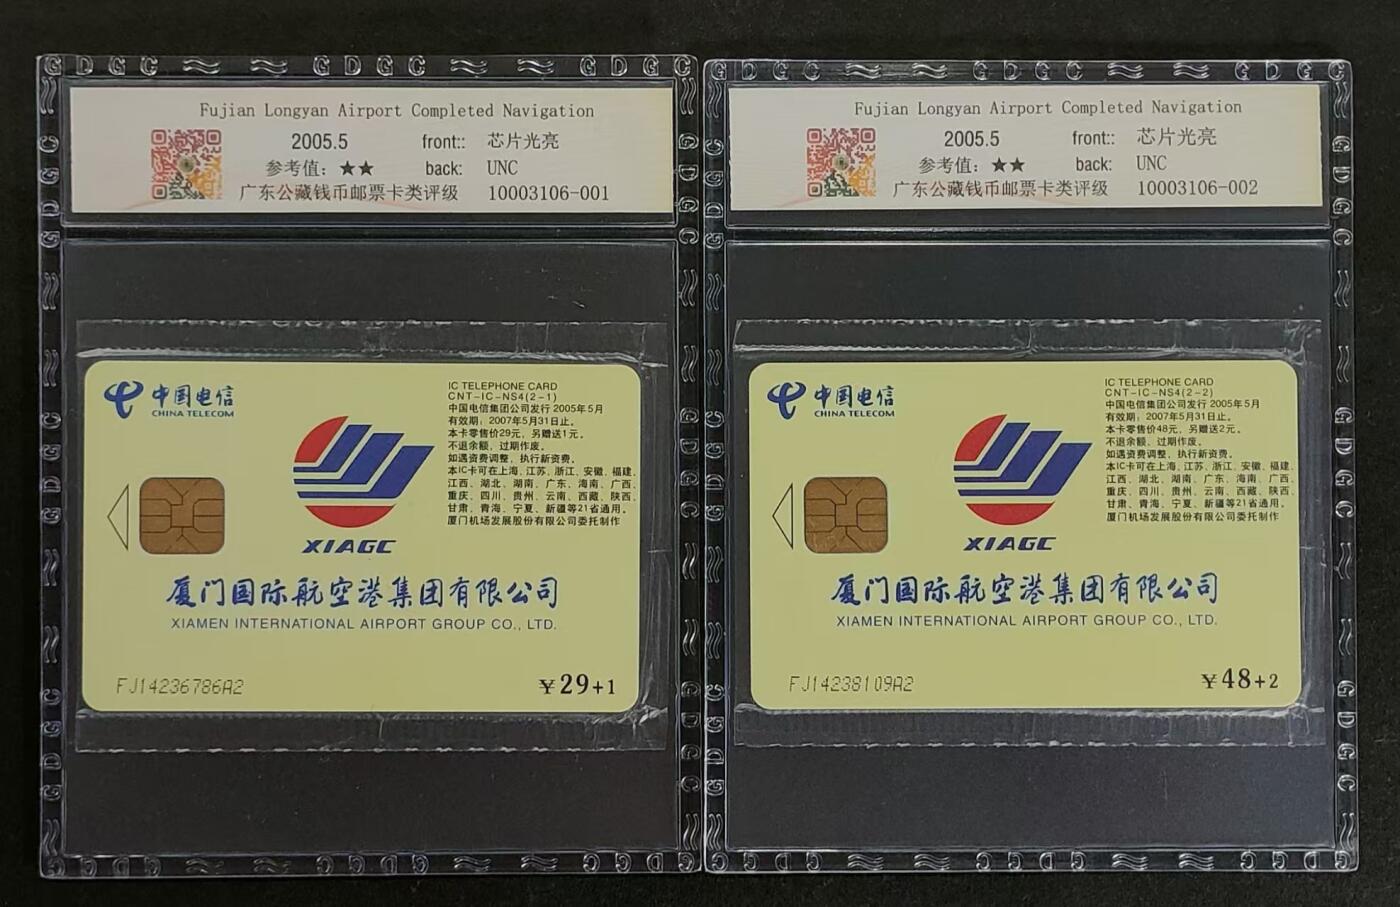 Fujian Longyan Airport Completed Navigation
2005.5 front:: 芯片光亮
参考值: ★★ back: UNC
广东公藏钱币邮票卡类评级 10003106-001
中国电信
CHINA TELECOM
IC TELEPHONE CARD
CNT-IC-NS4(2-1)
中国电信集团公司发行 2005年5月
有效期: 2007年5月31日止。
本卡零售价29元, 另赠送1元。
不退余额, 过期作废。
如遇资费调整, 执行新资费。
本IC卡可在上海、江苏、浙江、安徽、福建、
江西、湖北、湖南、广东、海南、广西、
重庆、四川、贵州、云南、西藏、陕西、
甘肃、青海、宁夏、新疆等21省通用。
厦门机场发展股份有限公司委托制作
XIAGC
厦门国际航空港集团有限公司
XIAMEN INTERNATIONAL AIRPORT GROUP CO., LTD.
FJ14236786A2
¥29+1
Fujian Longyan Airport Completed Navigation
2005.5 front:: 芯片光亮
参考值: ★★ back: UNC
广东公藏钱币邮票卡类评级 10003106-002
中国电信
CHINA TELECOM
IC TELEPHONE CARD
CNT-IC-NS4(2-2)
中国电信集团公司发行 2005年5月
有效期: 2007年5月31日止。
本卡零售价48元, 另赠送2元。
不退余额, 过期作废。
如遇资费调整, 执行新资费。
本IC卡可在上海、江苏、浙江、安徽、福建、
江西、湖北、湖南、广东、海南、广西、
重庆、四川、贵州、云南、西藏、陕西、
甘肃、青海、宁夏、新疆等21省通用。
厦门机场发展股份有限公司委托制作
XIAGC
厦门国际航空港集团有限公司
XIAMEN INTERNATIONAL AIRPORT GROUP CO., LTD.
FJ14238109A2
¥48+2